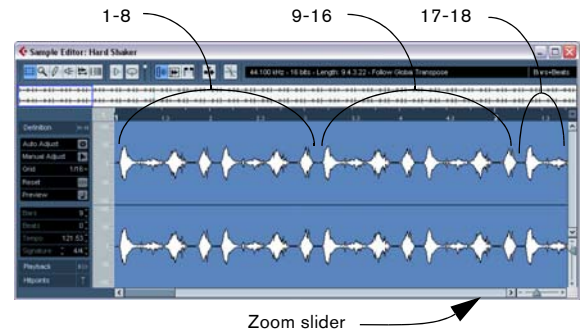 1-8 9-16 17-18
Sample Editor: Hard Shaker
44.100 kHz - 16 bits - Length: 9.4.3.22 - Follow Global Transpose Bars+Beats
Definition
Auto Adjust
Manual Adjust
Grid 1/16
Reset
Preview
Bars 9
Beats 0
Tempo 121.53
Signature 4/4
Playback
Hitpoints
Zoom slider